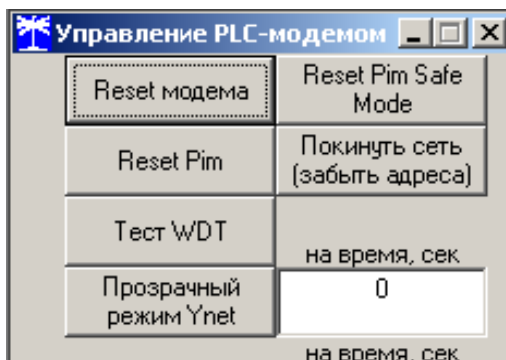 Управление PLC-модемом
Reset модема
Reset Pim Safe
Mode
Reset Pim
Покинуть сеть
(забыть адреса)
Тест WDT
на время, сек
Прозрачный
режим Ynet
0
на время, сек